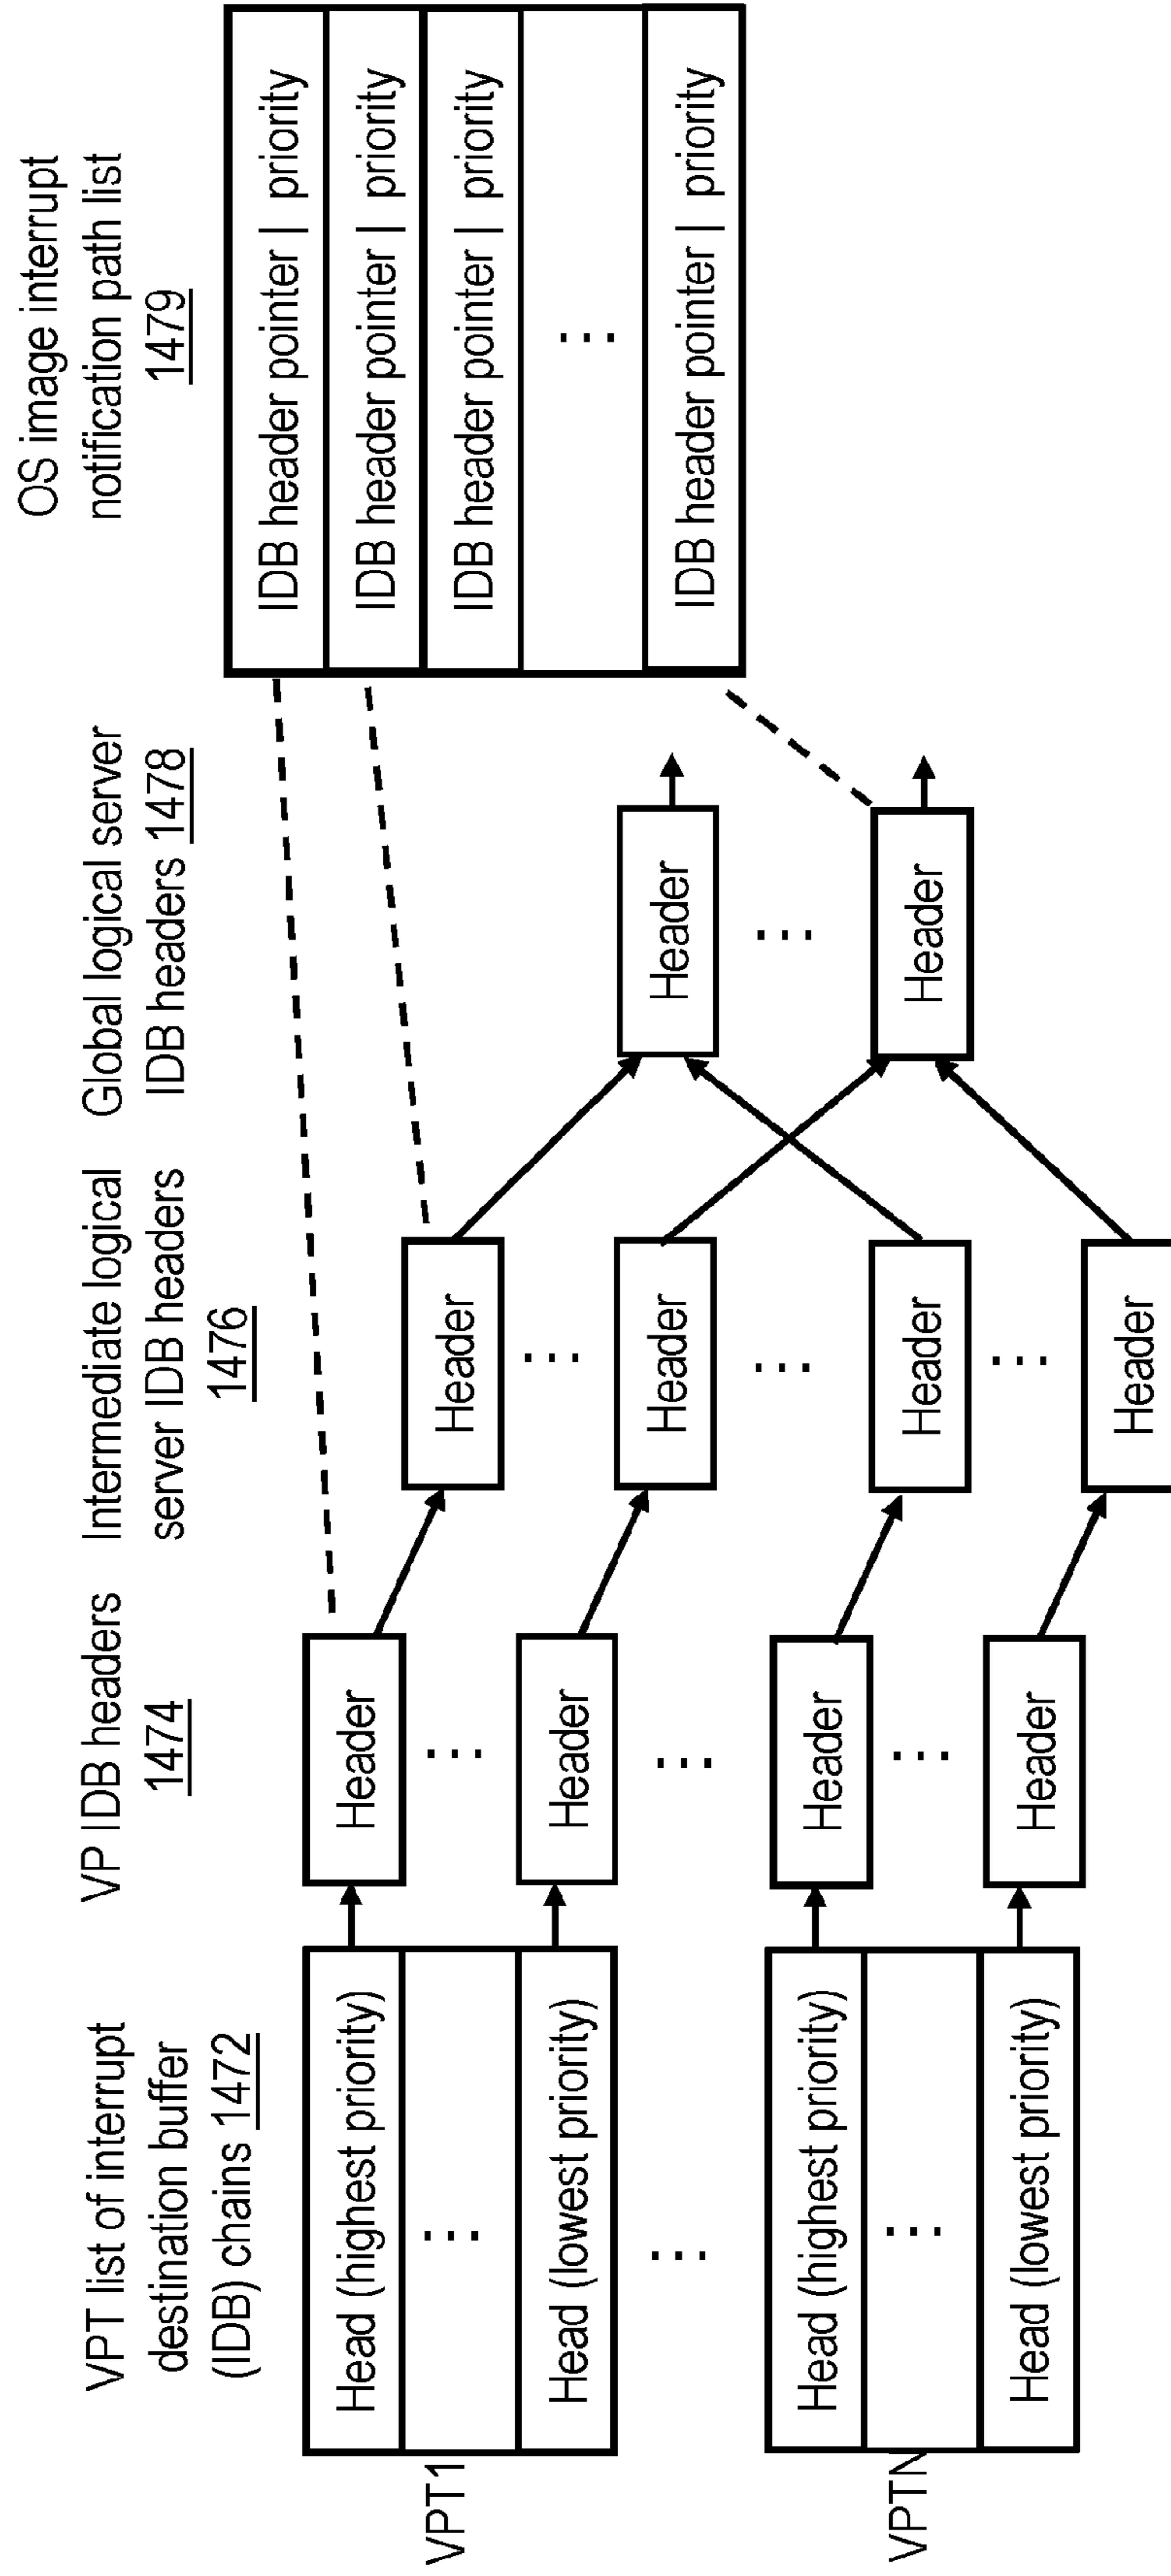 VPT list of interrupt
destination buffer
(IDB) chains 1472
VP IDB headers
1474
Intermediate logical
server IDB headers
1476
Global logical server
IDB headers 1478
OS image interrupt
notification path list
1479
VPT1
Head (highest priority)
...
Head (lowest priority)
...
VPTN
Head (highest priority)
...
Head (lowest priority)
Header
...
Header
...
Header
...
Header
Header
...
Header
...
Header
...
Header
Header
...
Header
IDB header pointer | priority
IDB header pointer | priority
IDB header pointer | priority
...
IDB header pointer | priority